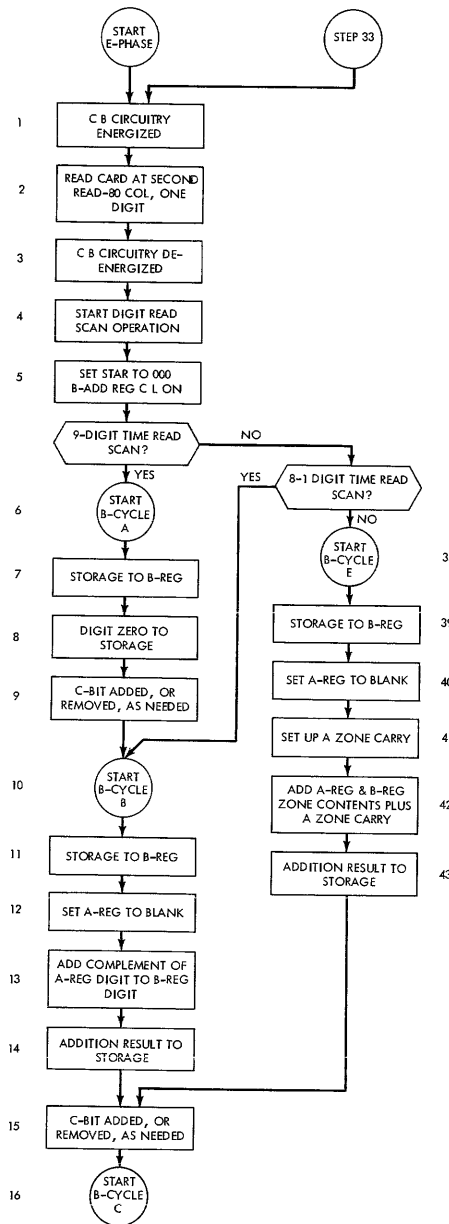 START
E-PHASE
STEP 33
1
C B CIRCUITRY
ENERGIZED
2
READ CARD AT SECOND
READ-80 COL, ONE
DIGIT
3
C B CIRCUITRY DE-
ENERGIZED
4
START DIGIT READ
SCAN OPERATION
5
SET STAR TO 000
B-ADD REG C L ON
9-DIGIT TIME READ
SCAN?
NO
YES
8-1 DIGIT TIME READ
SCAN?
YES
NO
6
START
B-CYCLE
A
START
B-CYCLE
E
3
7
STORAGE TO B-REG
STORAGE TO B-REG
39
8
DIGIT ZERO TO
STORAGE
SET A-REG TO BLANK
40
9
C-BIT ADDED, OR
REMOVED, AS NEEDED
SET UP A ZONE CARRY
4
10
START
B-CYCLE
B
ADD A-REG & B-REG
ZONE CONTENTS PLUS
A ZONE CARRY
42
11
STORAGE TO B-REG
ADDITION RESULT TO
STORAGE
43
12
SET A-REG TO BLANK
13
ADD COMPLEMENT OF
A-REG DIGIT TO B-REG
DIGIT
14
ADDITION RESULT TO
STORAGE
15
C-BIT ADDED, OR
REMOVED, AS NEEDED
16
START
B-CYCLE
C